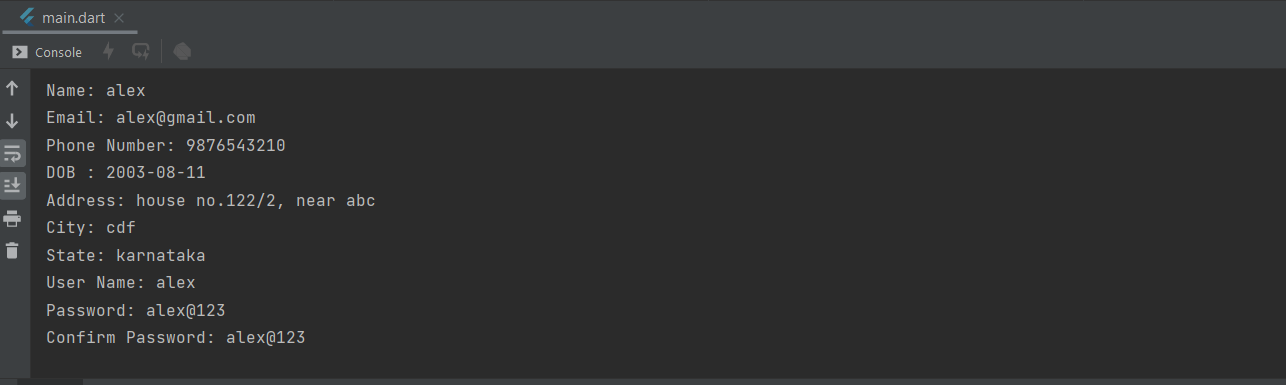 main.dart
Console
Name: alex
Email: alex@gmail.com
Phone Number: 9876543210
DOB : 2003-08-11
Address: house no.122/2, near abc
City: cdf
State: karnataka
User Name: alex
Password: alex@123
Confirm Password: alex@123